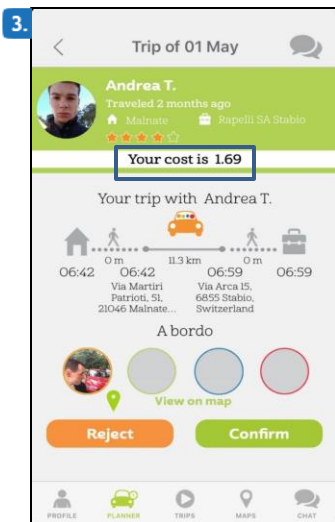 3.
Trip of 01 May
Andrea T.
Traveled 2 months ago
Malnate Rapelli SA Stabio
Your cost is 1.69
Your trip with Andrea T.
0 m 11.3 km 0 m
06:42 06:42 06:59 06:59
Via Martiri Via Arca 15,
Patrioti, 51, 6855 Stabio,
21046 Malnate... Switzerland
A bordo
View on map
Reject Confirm
PROFILE PLANNER TRIPS MAPS CHAT